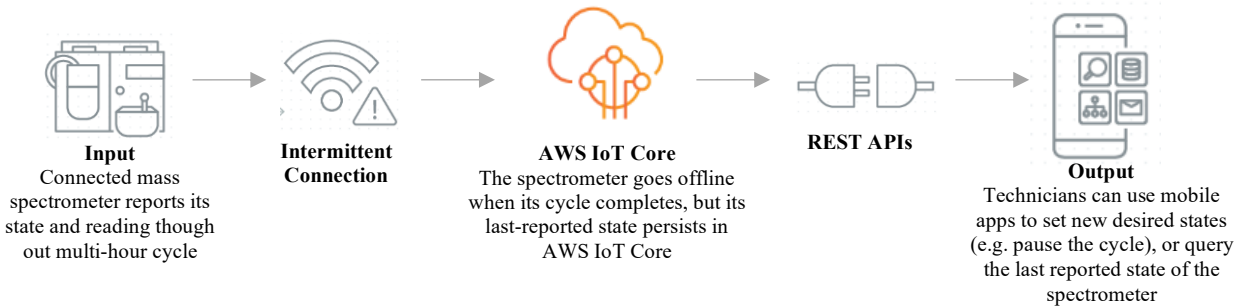 Input
Connected mass
spectrometer reports its
state and reading though
out multi-hour cycle
Intermittent
Connection
AWS IoT Core
The spectrometer goes offline
when its cycle completes, but its
last-reported state persists in
AWS IoT Core
REST APIs
Output
Technicians can use mobile
apps to set new desired states
(e.g. pause the cycle), or query
the last reported state of the
spectrometer